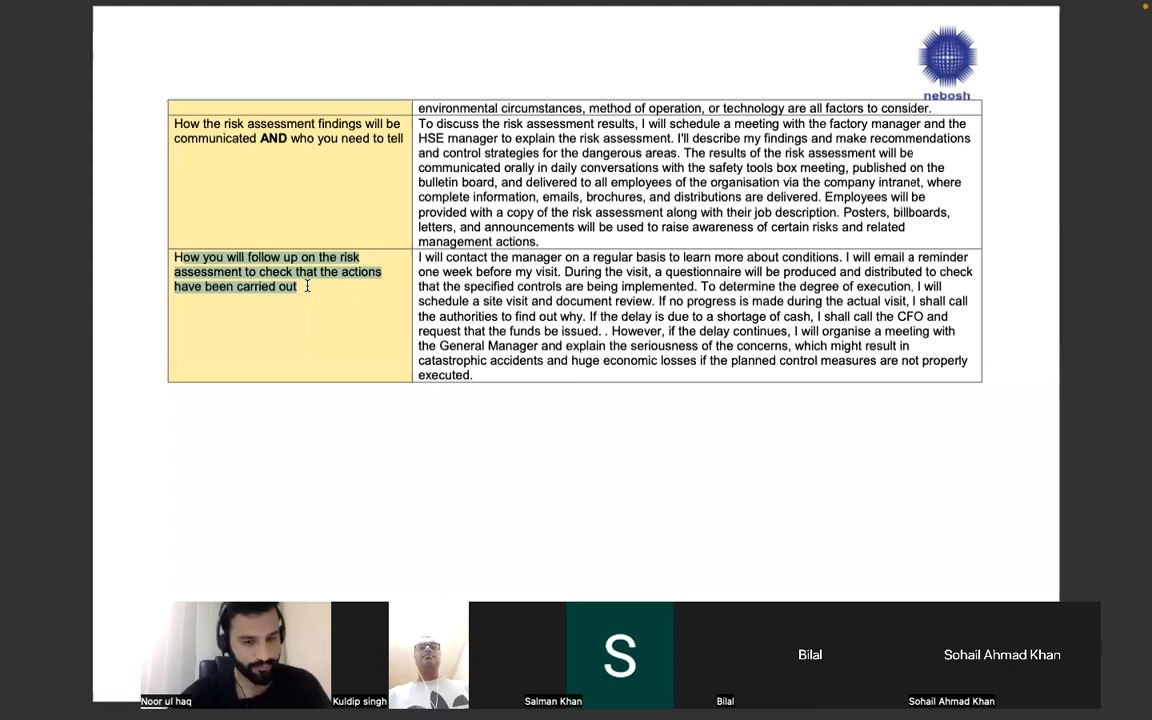 nebosh
environmental circumstances, method of operation, or technology are all factors to consider.
How the risk assessment findings will be
communicated AND who you need to tell
To discuss the risk assessment results, I will schedule a meeting with the factory manager and the
HSE manager to explain the risk assessment. I'll describe my findings and make recommendations
and control strategies for the dangerous areas. The results of the risk assessment will be
communicated orally in daily conversations with the safety tools box meeting, published on the
bulletin board, and delivered to all employees of the organisation via the company intranet, where
complete information, emails, brochures, and distributions are delivered. Employees will be
provided with a copy of the risk assessment along with their job description. Posters, billboards,
letters, and announcements will be used to raise awareness of certain risks and related
management actions.
How you will follow up on the risk
assessment to check that the actions
have been carried out
I will contact the manager on a regular basis to learn more about conditions. I will email a reminder
one week before my visit. During the visit, a questionnaire will be produced and distributed to check
that the specified controls are being implemented. To determine the degree of execution, I will
schedule a site visit and document review. If no progress is made during the actual visit, I shall call
the authorities to find out why. If the delay is due to a shortage of cash, I shall call the CFO and
request that the funds be issued. . However, if the delay continues, I will organise a meeting with
the General Manager and explain the seriousness of the concerns, which might result in
catastrophic accidents and huge economic losses if the planned control measures are not properly
executed.
S
Bilal
Sohail Ahmad Khan
Noor ul haq
Kuldip singh
Salman Khan
Bilal
Sohail Ahmad Khan